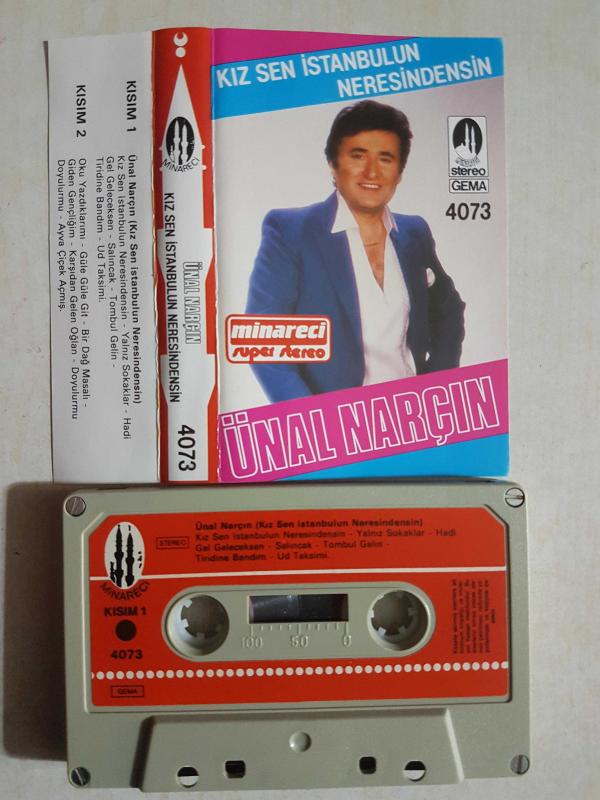 KIZ SEN İSTANBULUN
NERESİNDENSİN
MINARECI
stereo
GEMA
4073
minareci
super stereo
ÜNAL NARÇIN
MİNARECİ
ÜNAL NARÇIN
KIZ SEN İSTANBULUN NERESİNDENSİN
4073
KISIM 1
Ünal Narçın (Kız Sen İstanbulun Neresindensin)
Kız Sen İstanbulun Neresindensin - Yalnız Sokaklar - Hadi
Gel Geleceksen - Salıncak - Tombul Gelin -
Tiridine Bandım - Ud Taksimi.
KISIM 2
Oku Yazdıklarımı - Güle Güle Git - Bir Dağ Masalı -
Giden Gençliğim - Karşıdan Gelen Oğlan - Doyulurmu
Doyulurmu - Ayva Çiçek Açmış.
MİNARECİ
STEREO
Ünal Narçın (Kız Sen istanbulun Neresindensin)
Kız Sen istanbulun Neresindensin - Yalnız Sokaklar - Hadi
Gel Geleceksen - Salıncak - Tombul Gelin -
Tiridine Bandım - Ud Taksimi.
KISIM 1
4073
100 50 0
GEMA